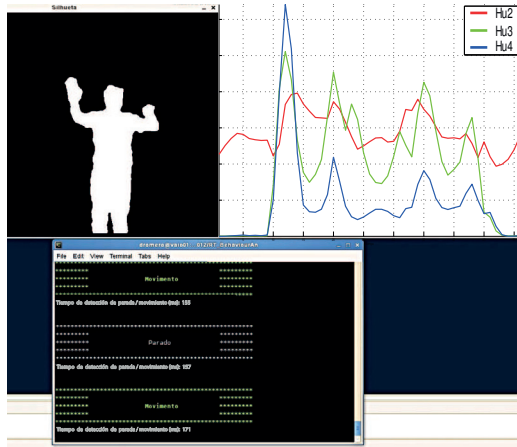 Silhueta
Hu2
Hu3
Hu4
File Edit View Terminal Tabs Help
*********
********* Movimento *********
*********
Tiempo de detección de parada/movimiento (ms): 155
********* Parado *********
Tiempo de detección de parada/movimiento (ms): 157
********* Movimento *********
Tiempo de detección de parada/movimiento (ms): 171